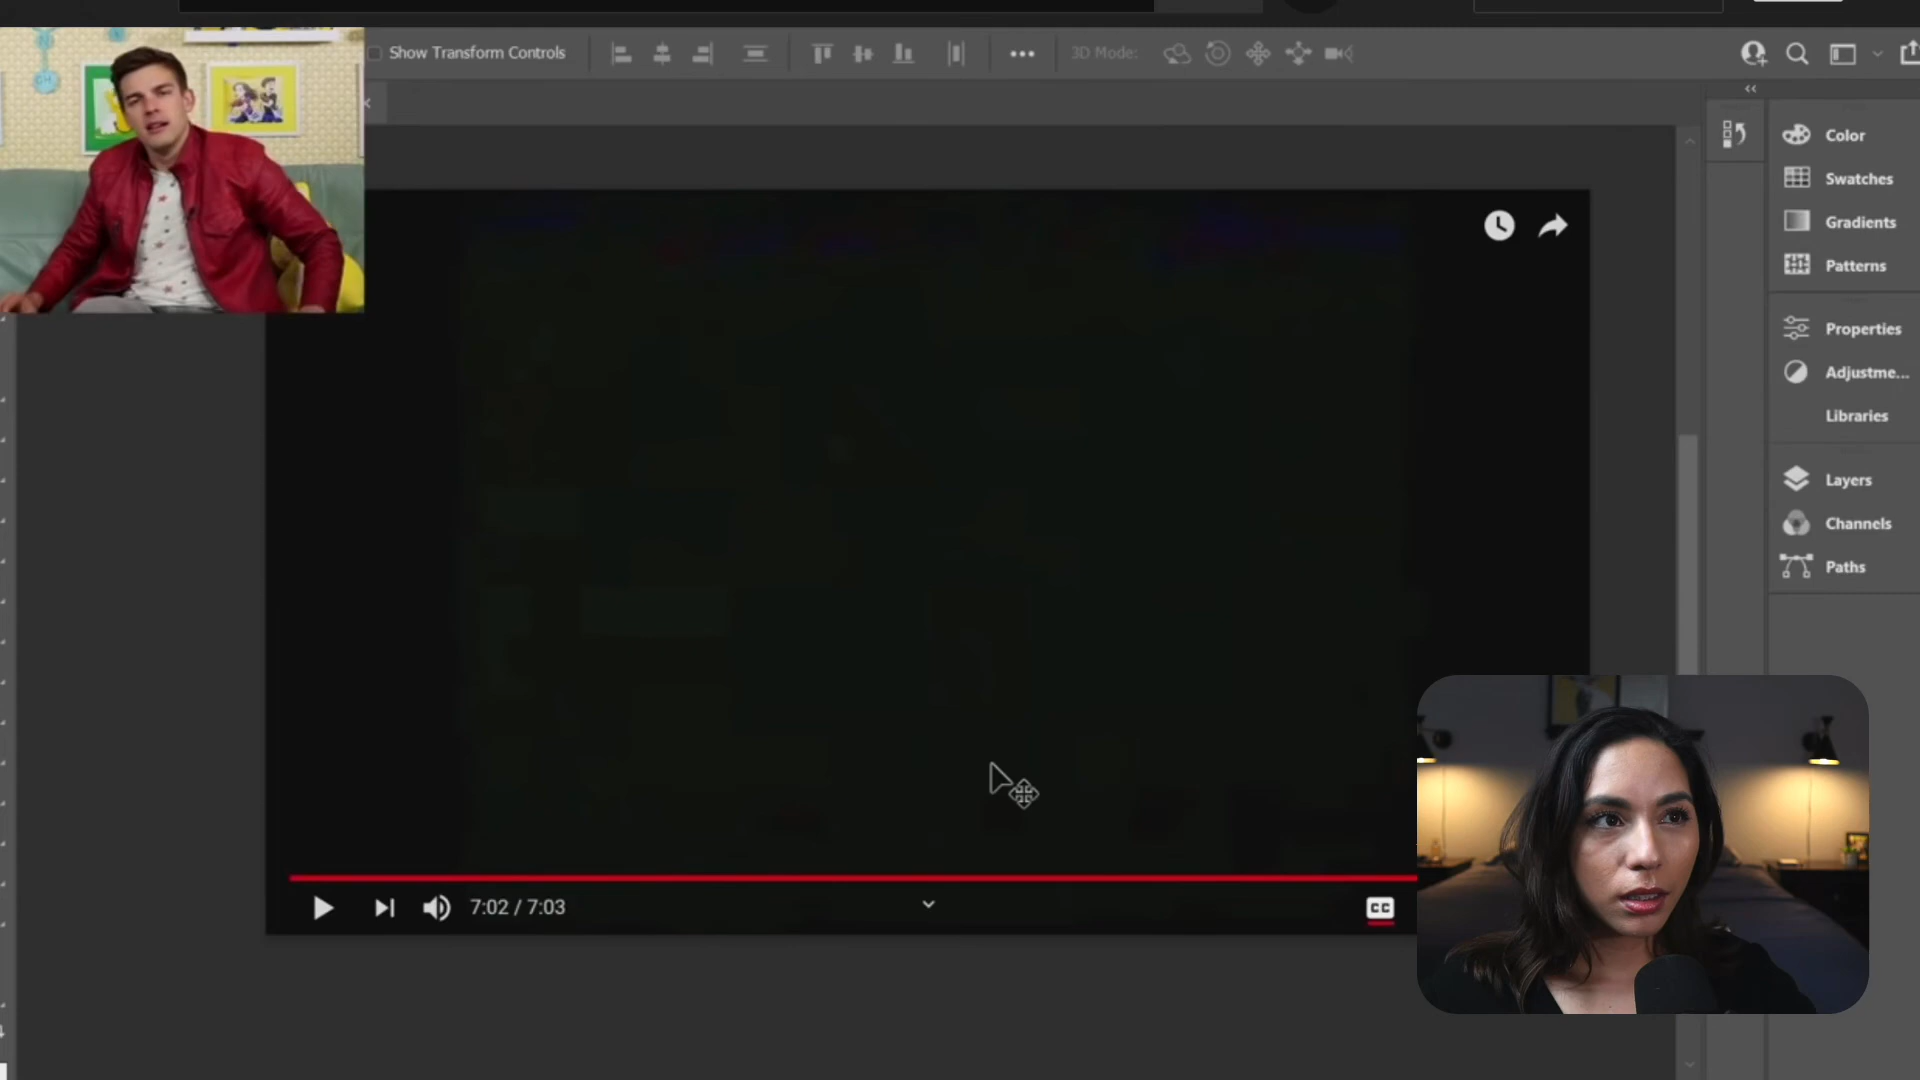 Show Transform Controls
3D Mode:
Color
Swatches
Gradients
Patterns
Properties
Adjustme...
Libraries
Layers
Channels
Paths
7:02 / 7:03
CC